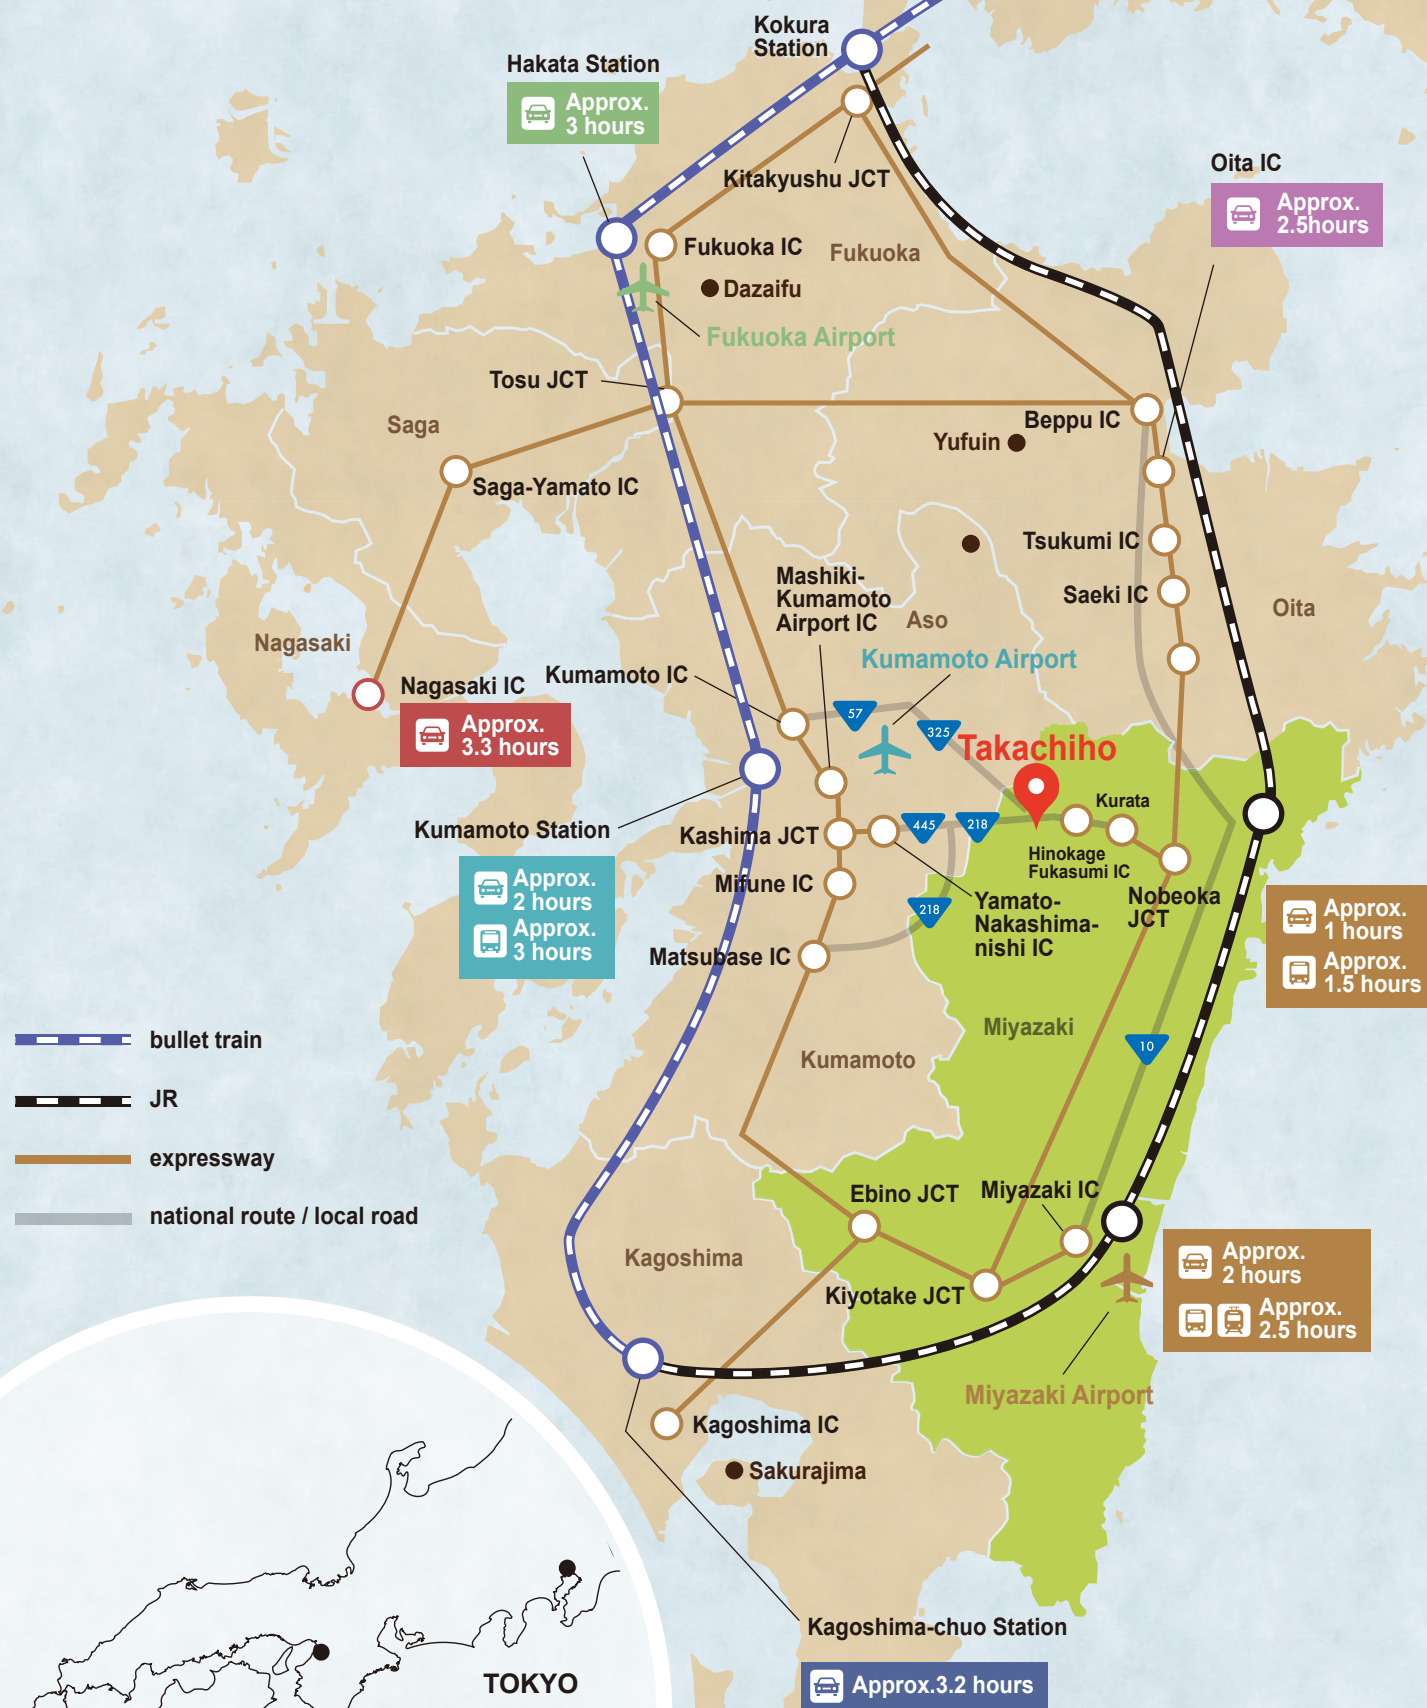 Kokura
Station
Hakata Station
Approx.
3 hours
Kitakyushu JCT
Oita IC
Approx.
2.5hours
Fukuoka IC
Fukuoka
Dazaifu
Fukuoka Airport
Tosu JCT
Saga
Beppu IC
Yufuin
Saga-Yamato IC
Tsukumi IC
Mashiki-
Kumamoto
Airport IC
Saeki IC
Aso
Oita
Nagasaki
Kumamoto Airport
Kumamoto IC
Nagasaki IC
Approx.
3.3 hours
57
325
Takachiho
Kurata
Kumamoto Station
Approx.
2 hours
Approx.
3 hours
Kashima JCT
445
218
Hinokage
Fukasumi IC
Mifune IC
Nobeoka
JCT
218
Yamato-
Nakashima-
nishi IC
Approx.
1 hours
Approx.
1.5 hours
Matsubase IC
Miyazaki
10
bullet train
Kumamoto
JR
expressway
national route / local road
Ebino JCT
Miyazaki IC
Kagoshima
Approx.
2 hours
Approx.
2.5 hours
Kiyotake JCT
Miyazaki Airport
Kagoshima IC
Sakurajima
Kagoshima-chuo Station
Approx.3.2 hours
TOKYO